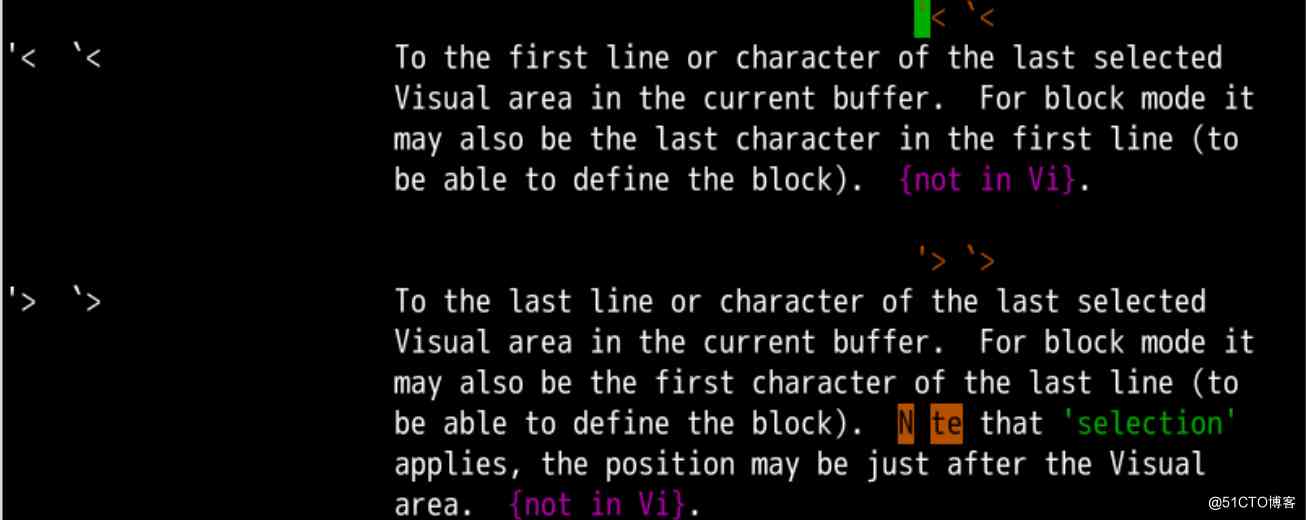 '< `<
'< `< To the first line or character of the last selected
Visual area in the current buffer. For block mode it
may also be the last character in the first line (to
be able to define the block). {not in Vi}.
'> `>
'> `> To the last line or character of the last selected
Visual area in the current buffer. For block mode it
may also be the first character of the last line (to
be able to define the block). N te that 'selection'
applies, the position may be just after the Visual
area. {not in Vi}.
@51CTO博客